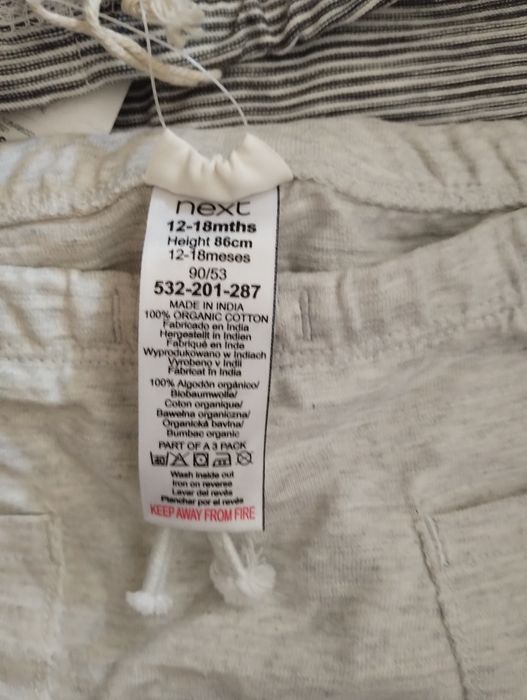 next
12-18mths
Height 86cm
12-18meses
90/53
532-201-287
MADE IN INDIA
100% ORGANIC COTTON
Fabricado en India
Hergestellt in Indien
Fabriqué en Inde
Wyprodukowano w Indiach
Vyrobeno v Indii
Fabricat în India
100% Algodón orgánico/
Biobaumwolle/
Coton organique/
Bawełna organiczna/
Organická bavlna/
Bumbac organic
PART OF A 3 PACK
40
Wash inside out
Iron on reverse
Lavar del revés
Planchar por el revés
KEEP AWAY FROM FIRE